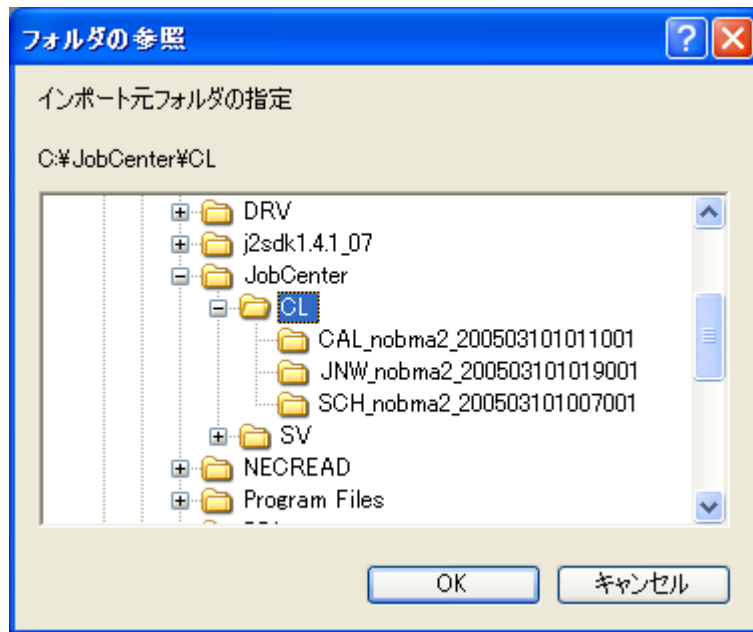 フォルダの参照
インポート元フォルダの指定
C:¥JobCenter¥CL
DRV
j2sdk1.4.1_07
JobCenter
CL
CAL_nobma2_200503101011001
JNW_nobma2_200503101019001
SCH_nobma2_200503101007001
SV
NECREAD
Program Files
OK キャンセル